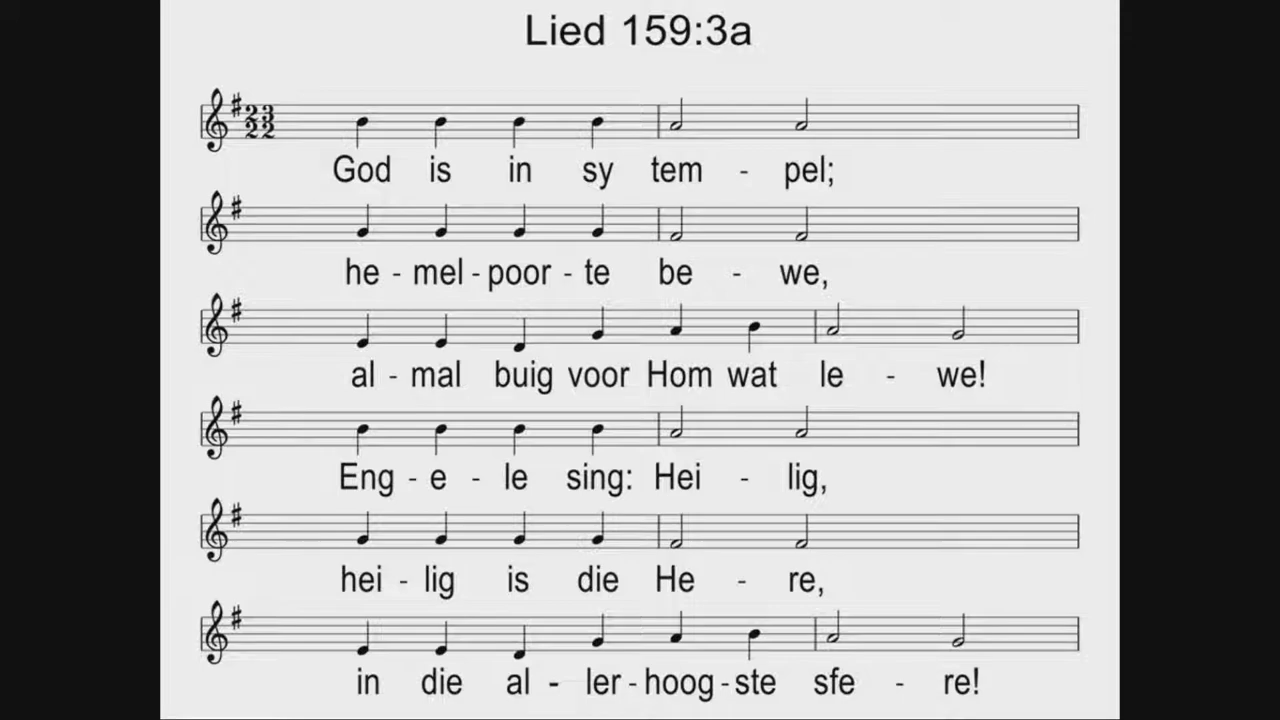 Lied 159:3a
23
22
God is in sy tem - pel;
he - mel - poor - te be - we,
al - mal buig voor Hom wat le - we!
Eng - e - le sing: Hei - lig,
hei - lig is die He - re,
in die al - ler - hoog - ste sfe - re!